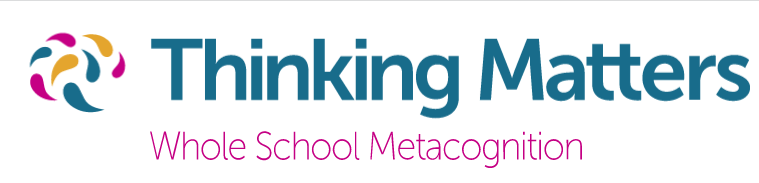 Thinking Matters
Whole School Metacognition